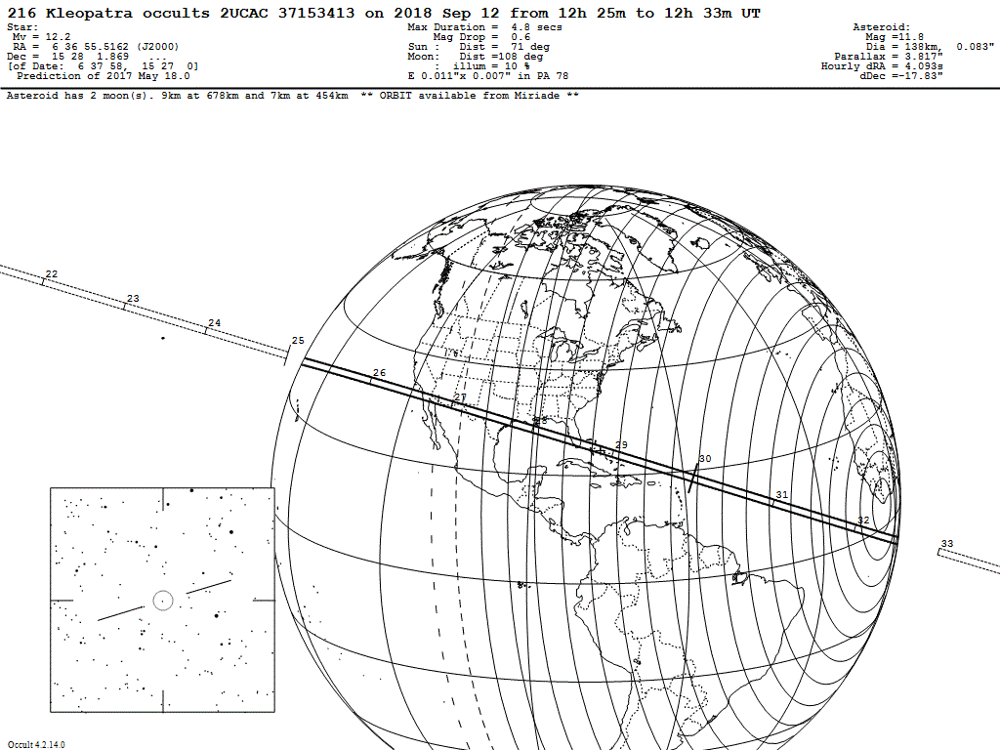 216 Kleopatra occults 2UCAC 37153413 on 2018 Sep 12 from 12h 25m to 12h 33m UT
Star:
Mv = 12.2
RA = 6 36 55.5162 (J2000)
Dec = 15 28 1.869 ...
[of Date: 6 37 58, 15 27 0]
Prediction of 2017 May 18.0
Max Duration = 4.8 secs
Mag Drop = 0.6
Sun : Dist = 71 deg
Moon: Dist =108 deg
: illum = 10 %
E 0.011"x 0.007" in PA 78
Asteroid:
Mag =11.8
Dia = 138km, 0.083"
Parallax = 3.817"
Hourly dRA = 4.093s
dDec =-17.83"
Asteroid has 2 moon(s). 9km at 678km and 7km at 454km ** ORBIT available from Miriade **
22
23
24
25
26
27
28
29
30
31
32
33
Occult 4.2.14.0